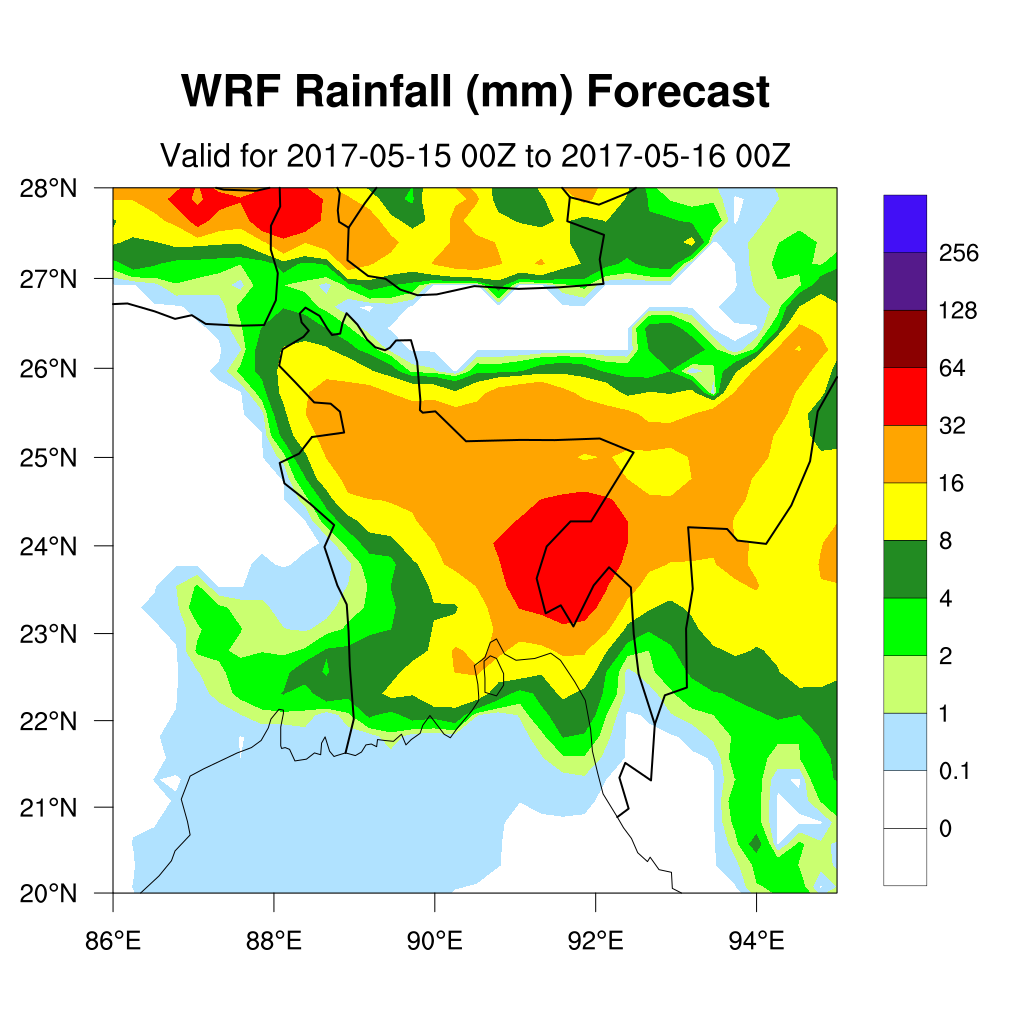 WRF Rainfall (mm) Forecast
Valid for 2017-05-15 00Z to 2017-05-16 00Z
28°N
27°N
26°N
25°N
24°N
23°N
22°N
21°N
20°N
86°E
88°E
90°E
92°E
94°E
256
128
64
32
16
8
4
2
1
0.1
0